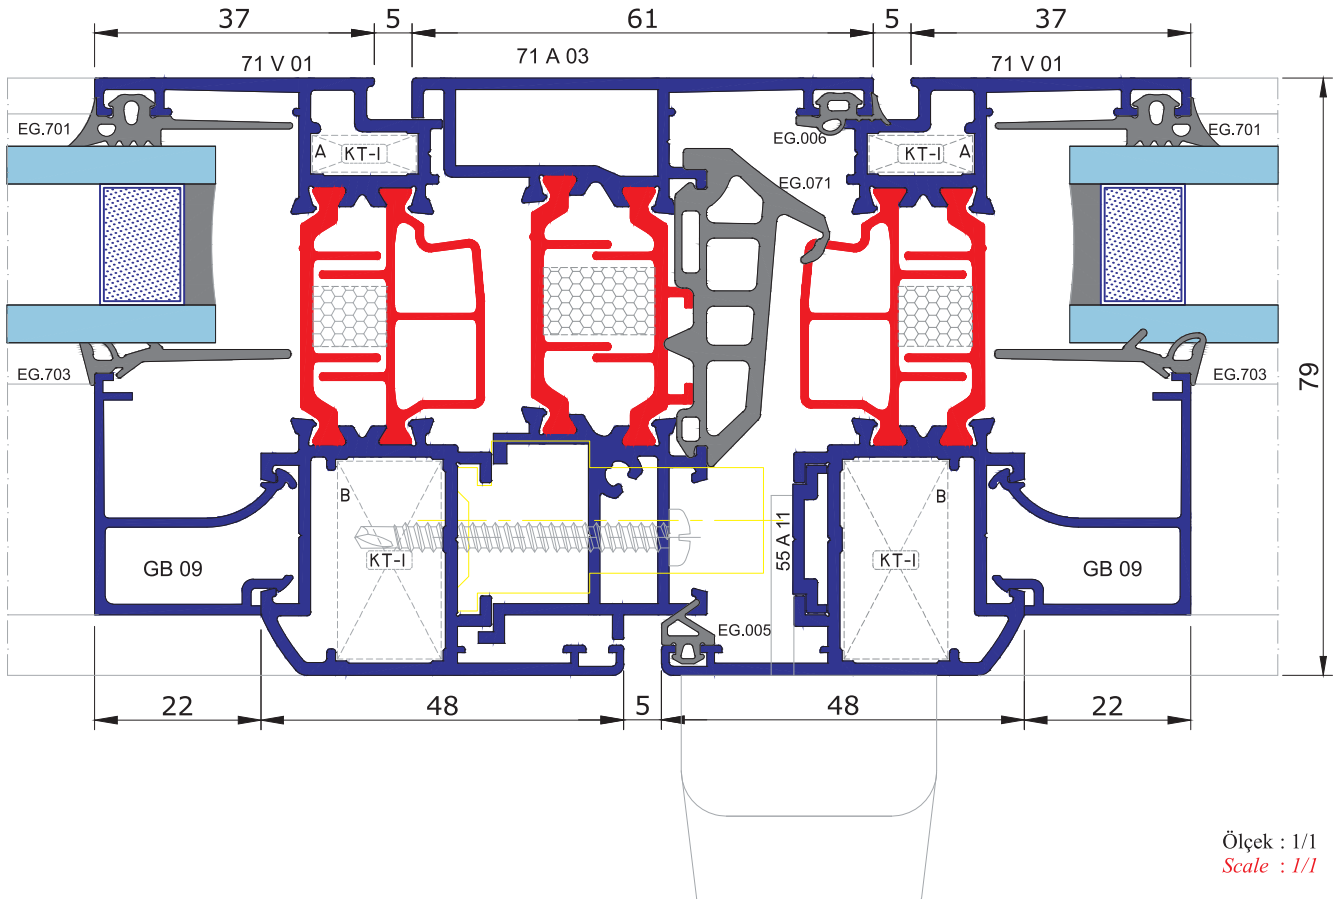 37 5 61 5 37
71 V 01 71 A 03 71 V 01
EG.701 EG.006 EG.701
A KT-I KT-I A
EG.071
79
EG.703 EG.703
B B
55 A 11
KT-I KT-I
GB 09 GB 09
EG.005
22 48 5 48 22
Ölçek : 1/1
Scale : 1/1